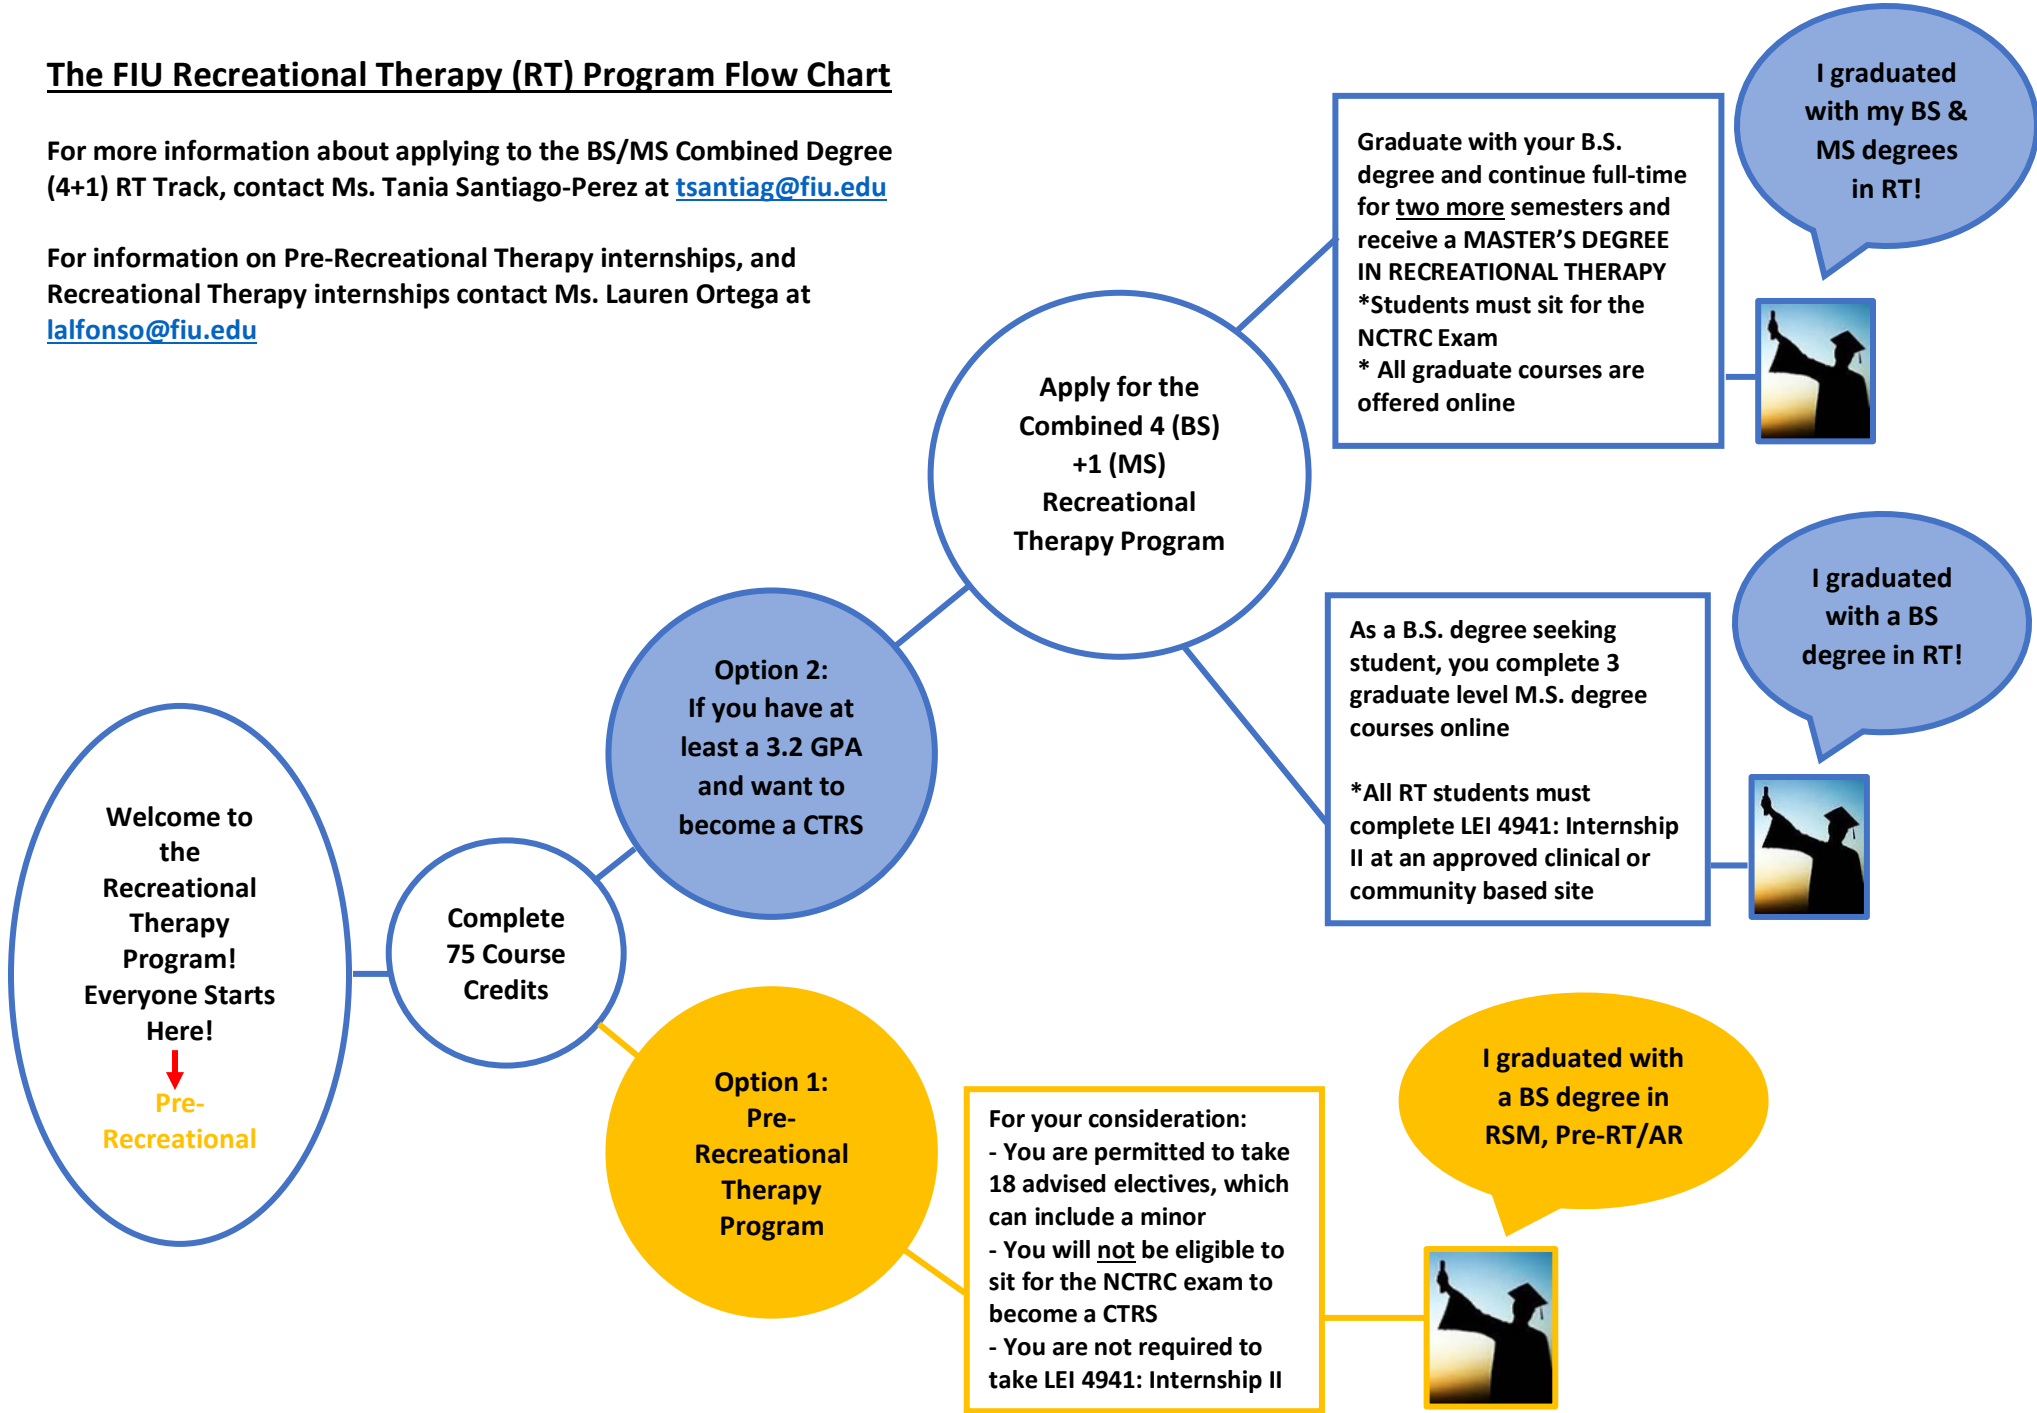 The FIU Recreational Therapy (RT) Program Flow Chart
For more information about applying to the BS/MS Combined Degree
(4+1) RT Track, contact Ms. Tania Santiago-Perez at tsantiag@fiu.edu
For information on Pre-Recreational Therapy internships, and
Recreational Therapy internships contact Ms. Lauren Ortega at
lalfonso@fiu.edu
Welcome to
the
Recreational
Therapy
Program!
Everyone Starts
Here!
Pre-
Recreational
Complete
75 Course
Credits
Option 2:
If you have at
least a 3.2 GPA
and want to
become a CTRS
Apply for the
Combined 4 (BS)
+1 (MS)
Recreational
Therapy Program
Graduate with your B.S.
degree and continue full-time
for two more semesters and
receive a MASTER'S DEGREE
IN RECREATIONAL THERAPY
*Students must sit for the
NCTRC Exam
* All graduate courses are
offered online
I graduated
with my BS &
MS degrees
in RT!
As a B.S. degree seeking
student, you complete 3
graduate level M.S. degree
courses online
*All RT students must
complete LEI 4941: Internship
II at an approved clinical or
community based site
I graduated
with a BS
degree in RT!
Option 1:
Pre-
Recreational
Therapy
Program
For your consideration:
- You are permitted to take
18 advised electives, which
can include a minor
- You will not be eligible to
sit for the NCTRC exam to
become a CTRS
- You are not required to
take LEI 4941: Internship II
I graduated with
a BS degree in
RSM, Pre-RT/AR